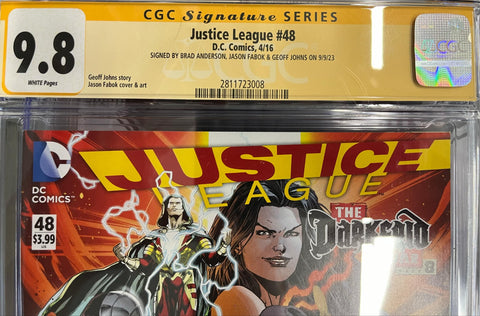 CGC Signature SERIES
9.8
WHITE Pages
Justice League #48
D.C. Comics, 4/16
SIGNED BY BRAD ANDERSON, JASON FABOK & GEOFF JOHNS ON 9/9/23
Geoff Johns story
Jason Fabok cover & art
2811723008
CGC
DC COMICS™
JUSTICE
LEAGUE
48
$3.99
THE
DARKSEID
8